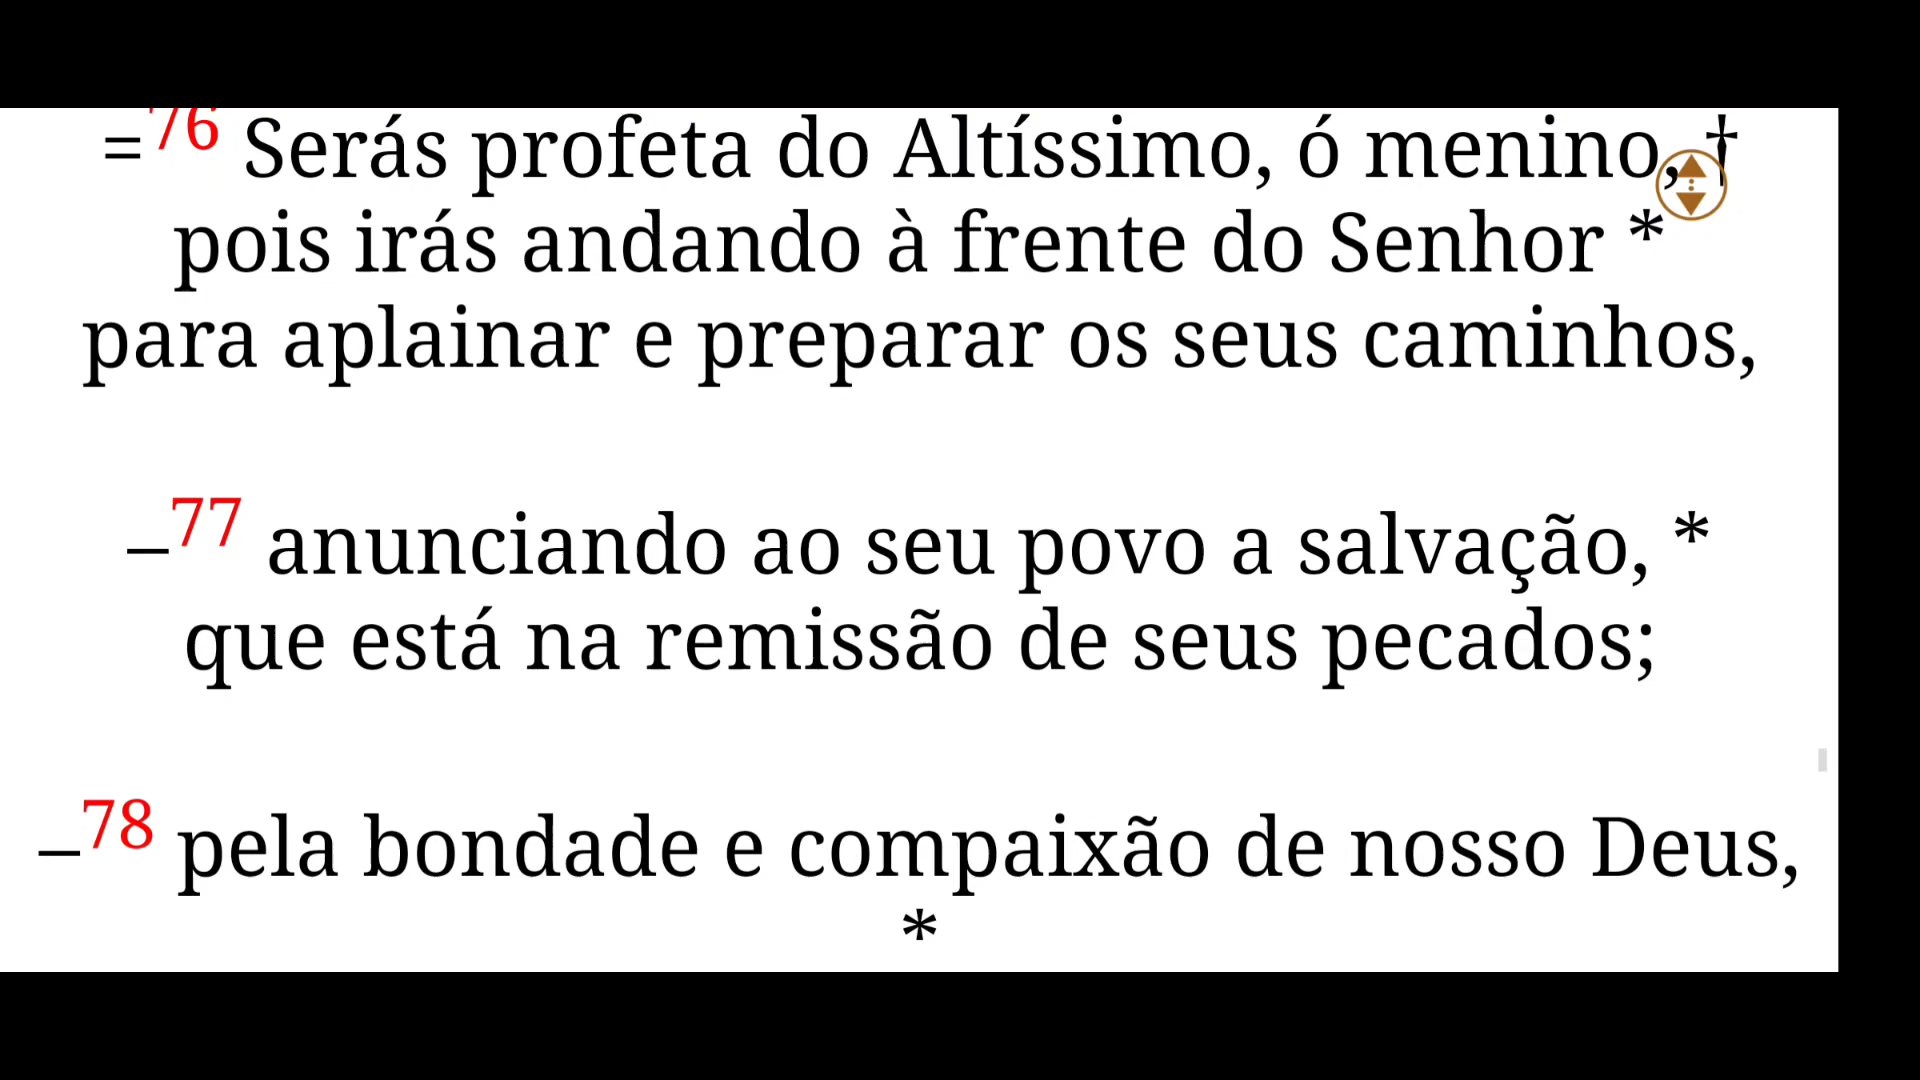 =76 Serás profeta do Altíssimo, ó menino, †
pois irás andando à frente do Senhor *
para aplainar e preparar os seus caminhos,
–77 anunciando ao seu povo a salvação, *
que está na remissão de seus pecados;
–78 pela bondade e compaixão de nosso Deus,
*